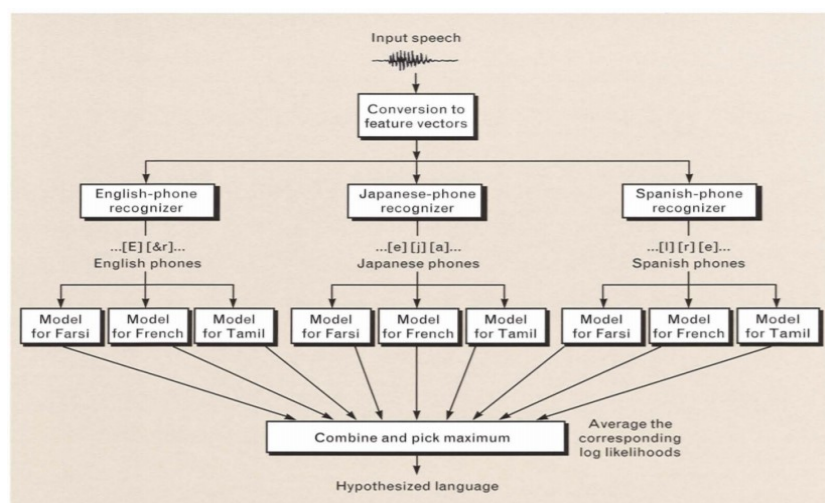 Input speech
Conversion to
feature vectors
English-phone
recognizer
Japanese-phone
recognizer
Spanish-phone
recognizer
...[E] [&r]...
English phones
...[e] [j] [a]...
Japanese phones
...[l] [r] [e]...
Spanish phones
Model
for Farsi
Model
for French
Model
for Tamil
Model
for Farsi
Model
for French
Model
for Tamil
Model
for Farsi
Model
for French
Model
for Tamil
Combine and pick maximum
Average the
corresponding
log likelihoods
Hypothesized language